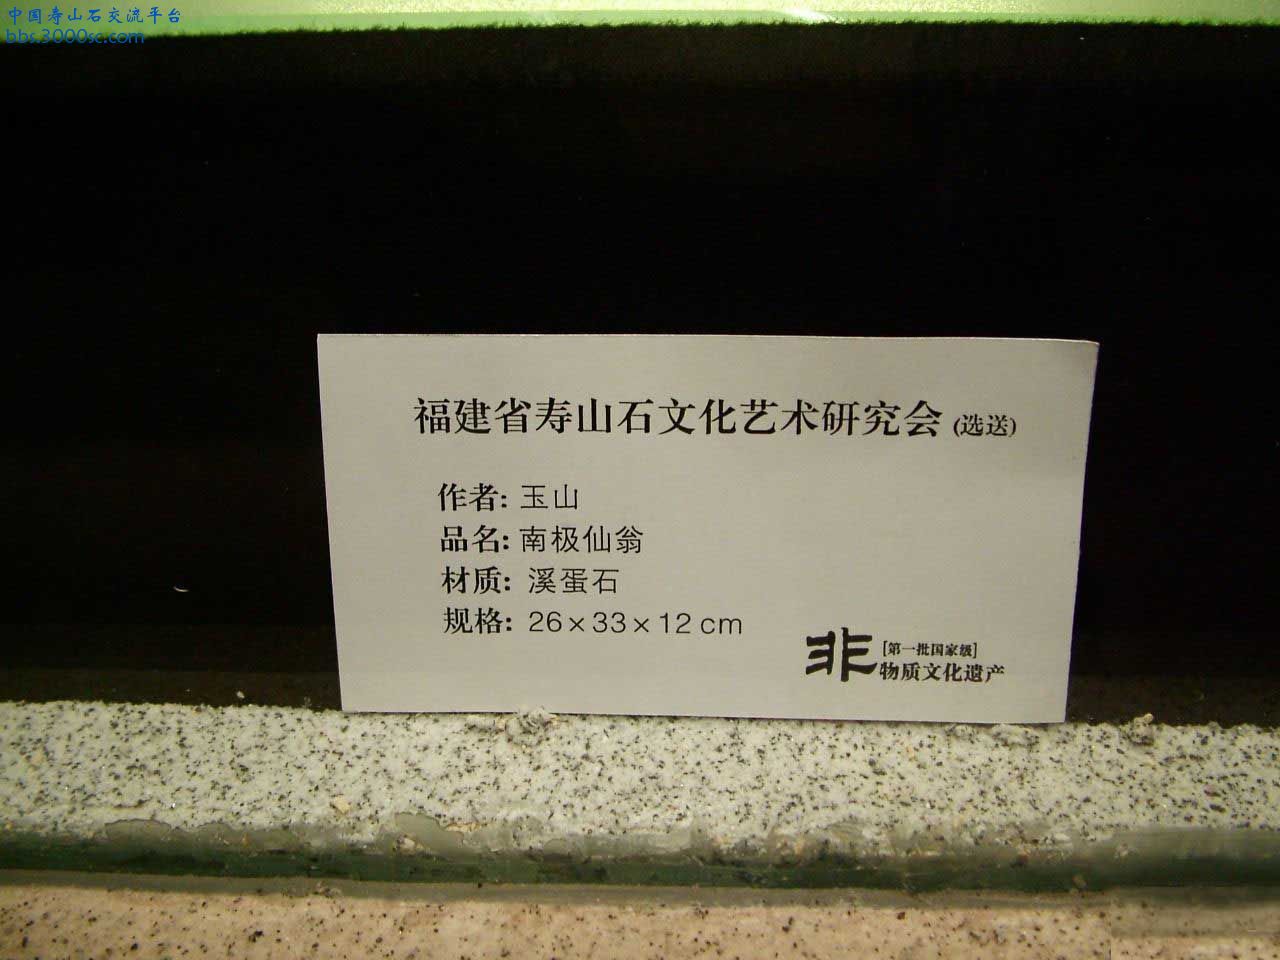 中国寿山石交流平台
bbs.3000sc.com
福建省寿山石文化艺术研究会 (选送)
作者: 玉山
品名: 南极仙翁
材质: 溪蛋石
规格: 26×33×12 cm
非 [第一批国家级]
物质文化遗产